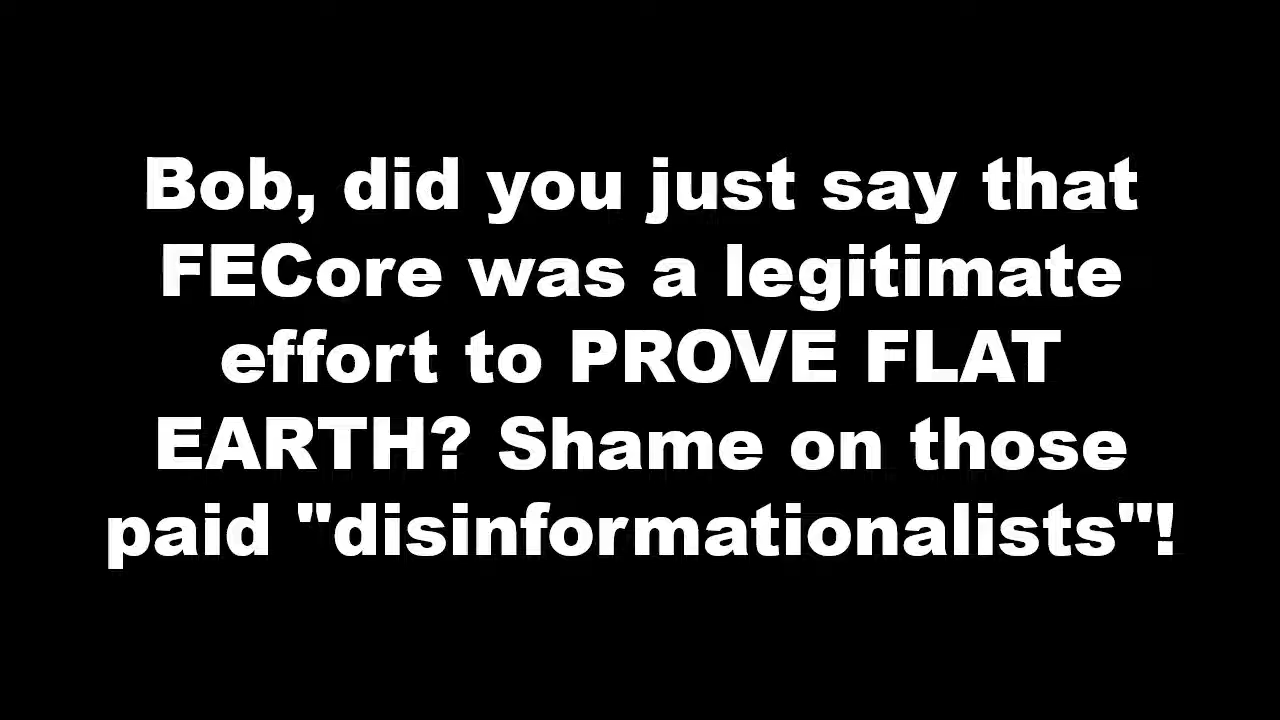 Bob, did you just say that
FECore was a legitimate
effort to PROVE FLAT
EARTH? Shame on those
paid "disinformationalists"!